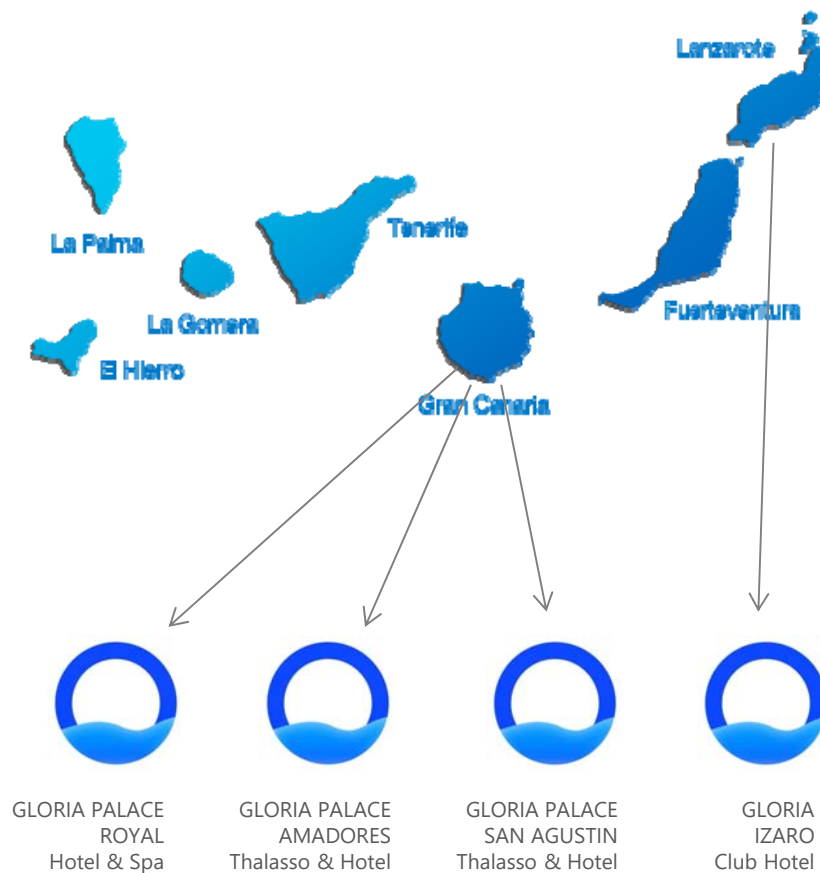 Lanzarote
La Palma
Tenerife
La Gomera
Fuerteventura
El Hierro
Gran Canaria
GLORIA PALACE
ROYAL
Hotel & Spa
GLORIA PALACE
AMADORES
Thalasso & Hotel
GLORIA PALACE
SAN AGUSTIN
Thalasso & Hotel
GLORIA
IZARO
Club Hotel